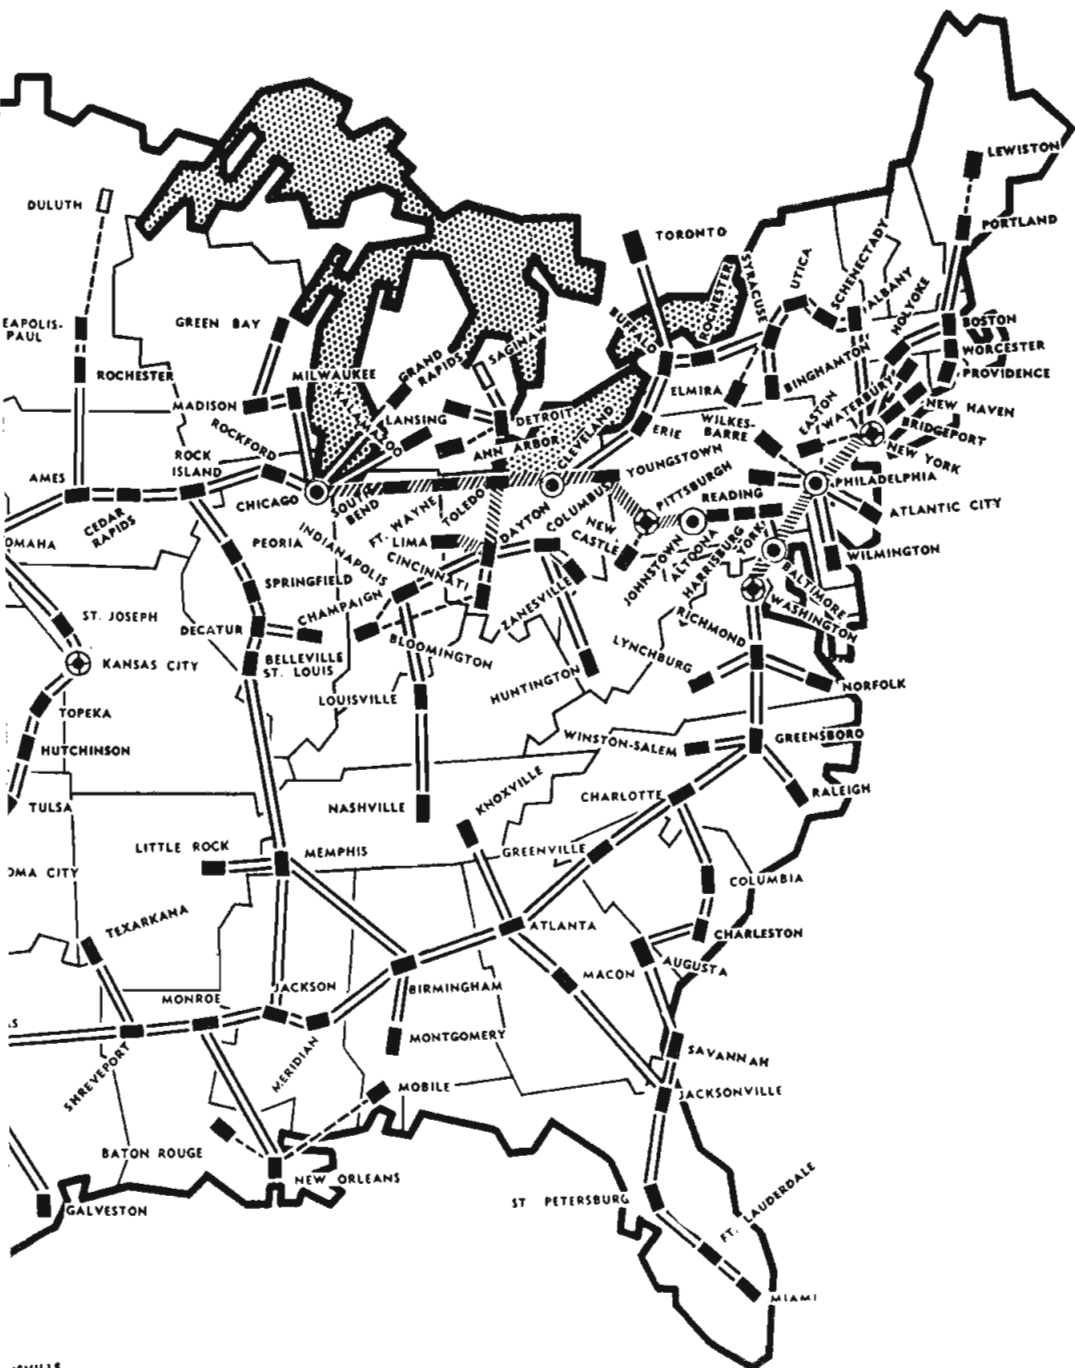 LEWISTON
DULUTH
TORONTO
PORTLAND
SYRACUSE
UTICA
SCHENECTADY
ALBANY
HOLYOKE
ROCHESTER
BUFFALO
BOSTON
EAPOLIS-
PAUL
GREEN BAY
GRAND
RAPIDS
SAGINAW
WORCESTER
PROVIDENCE
ROCHESTER
MILWAUKEE
KALAMAZOO
ELMIRA
BINGHAMTON
MADISON
LANSING
DETROIT
EASTON
WATERBURY
NEW HAVEN
ROCKFORD
ANN ARBOR
CLEVELAND
ERIE
WILKES-
BARRE
BRIDGEPORT
NEW YORK
ROCK
ISLAND
YOUNGSTOWN
PITTSBURGH
PHILADELPHIA
AMES
CHICAGO
SOUTH
BEND
FT. WAYNE
TOLEDO
DAYTON
COLUMBUS
READING
ATLANTIC CITY
CEDAR
RAPIDS
OMAHA
PEORIA
INDIANAPOLIS
LIMA
CINCINNATI
NEW
CASTLE
JOHNSTOWN
ALTOONA
HARRISBURG
YORK
WILMINGTON
SPRINGFIELD
CHAMPAIGN
ZANESVILLE
BALTIMORE
WASHINGTON
ST. JOSEPH
DECATUR
BLOOMINGTON
RICHMOND
LYNCHBURG
KANSAS CITY
BELLEVILLE
ST. LOUIS
LOUISVILLE
HUNTINGTON
NORFOLK
TOPEKA
HUTCHINSON
WINSTON-SALEM
GREENSBORO
TULSA
NASHVILLE
KNOXVILLE
CHARLOTTE
RALEIGH
LITTLE ROCK
MEMPHIS
GREENVILLE
OMA CITY
COLUMBIA
TEXARKANA
ATLANTA
CHARLESTON
MONROE
JACKSON
BIRMINGHAM
MACON
AUGUSTA
AS
SHREVEPORT
MERIDIAN
MONTGOMERY
SAVANNAH
MOBILE
JACKSONVILLE
BATON ROUGE
NEW ORLEANS
GALVESTON
ST PETERSBURG
FT. LAUDERDALE
MIAMI